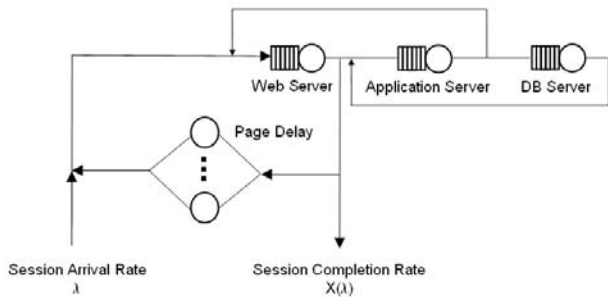 Web Server
Application Server
DB Server
Page Delay
Session Arrival Rate
λ
Session Completion Rate
X(λ)